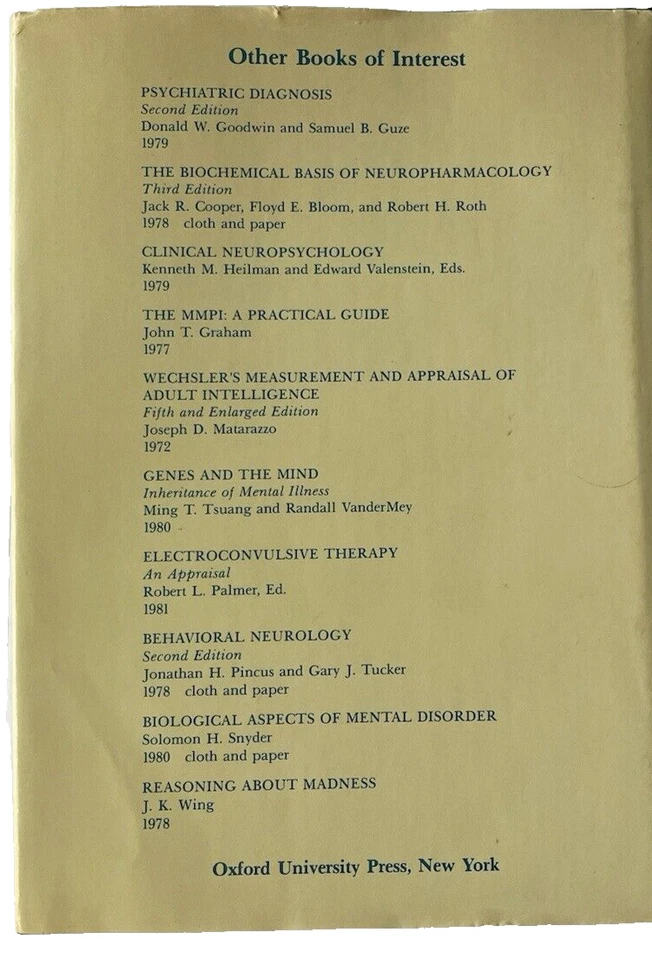 Other Books of Interest
PSYCHIATRIC DIAGNOSIS
Second Edition
Donald W. Goodwin and Samuel B. Guze
1979
THE BIOCHEMICAL BASIS OF NEUROPHARMACOLOGY
Third Edition
Jack R. Cooper, Floyd E. Bloom, and Robert H. Roth
1978 cloth and paper
CLINICAL NEUROPSYCHOLOGY
Kenneth M. Heilman and Edward Valenstein, Eds.
1979
THE MMPI: A PRACTICAL GUIDE
John T. Graham
1977
WECHSLER'S MEASUREMENT AND APPRAISAL OF
ADULT INTELLIGENCE
Fifth and Enlarged Edition
Joseph D. Matarazzo
1972
GENES AND THE MIND
Inheritance of Mental Illness
Ming T. Tsuang and Randall VanderMey
1980
ELECTROCONVULSIVE THERAPY
An Appraisal
Robert L. Palmer, Ed.
1981
BEHAVIORAL NEUROLOGY
Second Edition
Jonathan H. Pincus and Gary J. Tucker
1978 cloth and paper
BIOLOGICAL ASPECTS OF MENTAL DISORDER
Solomon H. Snyder
1980 cloth and paper
REASONING ABOUT MADNESS
J. K. Wing
1978
Oxford University Press, New York